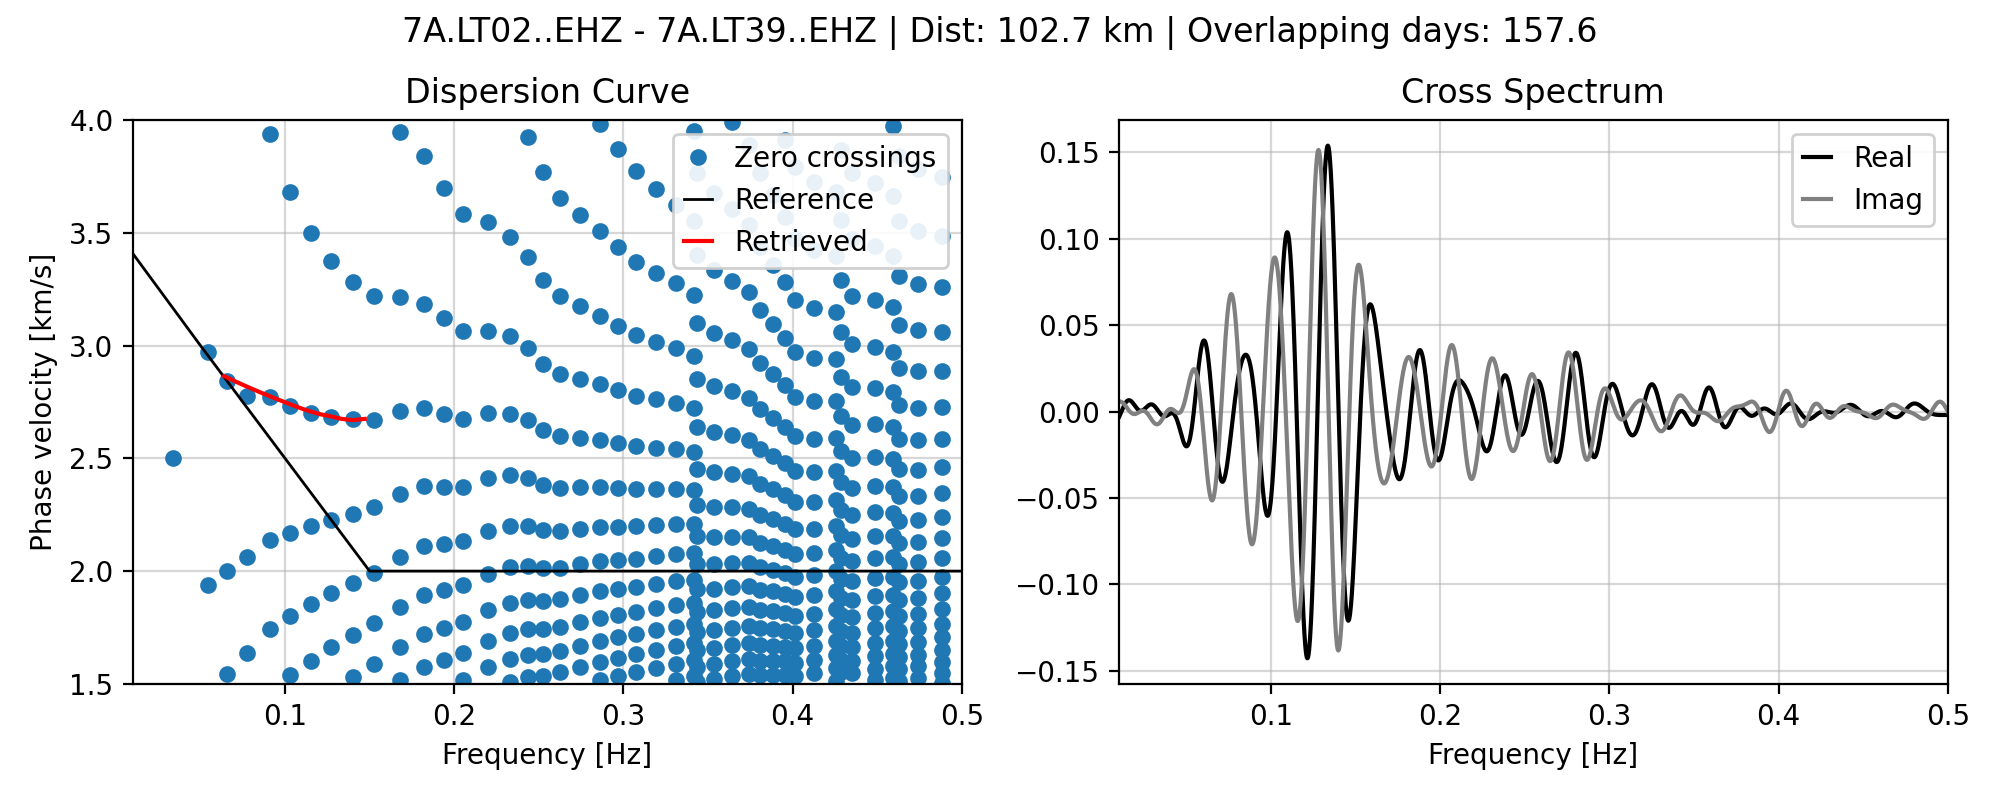 7A.LT02..EHZ - 7A.LT39..EHZ | Dist: 102.7 km | Overlapping days: 157.6
Dispersion Curve
4.0
3.5
3.0
2.5
2.0
1.5
Phase velocity [km/s]
0.1
0.2
0.3
0.4
0.5
Frequency [Hz]
Zero crossings
Reference
Retrieved
Cross Spectrum
0.15
0.10
0.05
0.00
−0.05
−0.10
−0.15
0.1
0.2
0.3
0.4
0.5
Frequency [Hz]
Real
Imag